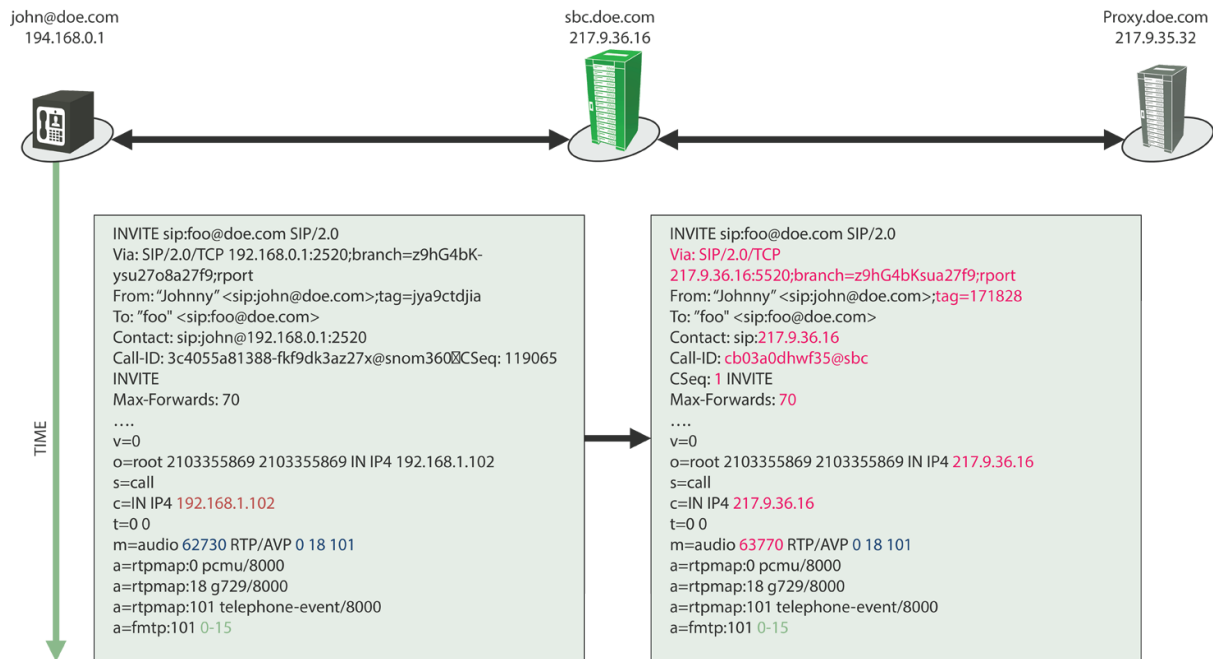 john@doe.com
194.168.0.1
sbc.doe.com
217.9.36.16
Proxy.doe.com
217.9.35.32
TIME
INVITE sip:foo@doe.com SIP/2.0
Via: SIP/2.0/TCP 192.168.0.1:2520;branch=z9hG4bK-
ysu27o8a27f9;rport
From: “Johnny” <sip:john@doe.com>;tag=jya9ctdjia
To: "foo" <sip:foo@doe.com>
Contact: sip:john@192.168.0.1:2520
Call-ID: 3c4055a81388-fkf9dk3az27x@snom360CSeq: 119065
INVITE
Max-Forwards: 70
....
v=0
o=root 2103355869 2103355869 IN IP4 192.168.1.102
s=call
c=IN IP4 192.168.1.102
t=0 0
m=audio 62730 RTP/AVP 0 18 101
a=rtpmap:0 pcmu/8000
a=rtpmap:18 g729/8000
a=rtpmap:101 telephone-event/8000
a=fmtp:101 0-15
INVITE sip:foo@doe.com SIP/2.0
Via: SIP/2.0/TCP
217.9.36.16:5520;branch=z9hG4bKsua27f9;rport
From: “Johnny” <sip:john@doe.com>;tag=171828
To: "foo" <sip:foo@doe.com>
Contact: sip:217.9.36.16
Call-ID: cb03a0dhwf35@sbc
CSeq: 1 INVITE
Max-Forwards: 70
....
v=0
o=root 2103355869 2103355869 IN IP4 217.9.36.16
s=call
c=IN IP4 217.9.36.16
t=0 0
m=audio 63770 RTP/AVP 0 18 101
a=rtpmap:0 pcmu/8000
a=rtpmap:18 g729/8000
a=rtpmap:101 telephone-event/8000
a=fmtp:101 0-15